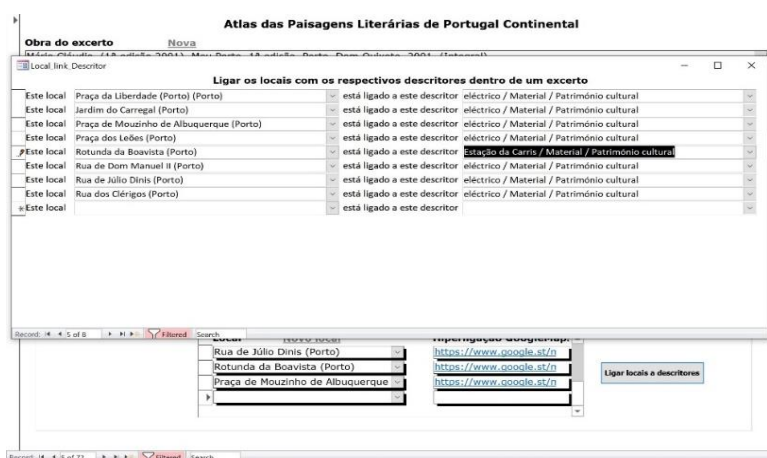 Atlas das Paisagens Literárias de Portugal Continental
Obra do excerto Nova
Local_link_Descritor
Ligar os locais com os respectivos descritores dentro de um excerto
Este local Praça da Liberdade (Porto) (Porto) está ligado a este descritor eléctrico / Material / Património cultural
Este local Jardim do Carregal (Porto) está ligado a este descritor eléctrico / Material / Património cultural
Este local Praça de Mouzinho de Albuquerque (Porto) está ligado a este descritor eléctrico / Material / Património cultural
Este local Praça dos Leões (Porto) está ligado a este descritor eléctrico / Material / Património cultural
Este local Rotunda da Boavista (Porto) está ligado a este descritor Estação da Carris / Material / Património cultural
Este local Rua de Dom Manuel II (Porto) está ligado a este descritor eléctrico / Material / Património cultural
Este local Rua de Júlio Dinis (Porto) está ligado a este descritor eléctrico / Material / Património cultural
Este local Rua dos Clérigos (Porto) está ligado a este descritor eléctrico / Material / Património cultural
Este local está ligado a este descritor
Record: 5 of 8 Filtered Search
Local Novo local
Rua de Júlio Dinis (Porto) https://www.google.st/n
Rotunda da Boavista (Porto) https://www.google.st/n
Praça de Mouzinho de Albuquerque https://www.google.st/n
Ligar locais a descritores
Record: 5 of 72 Filtered Search